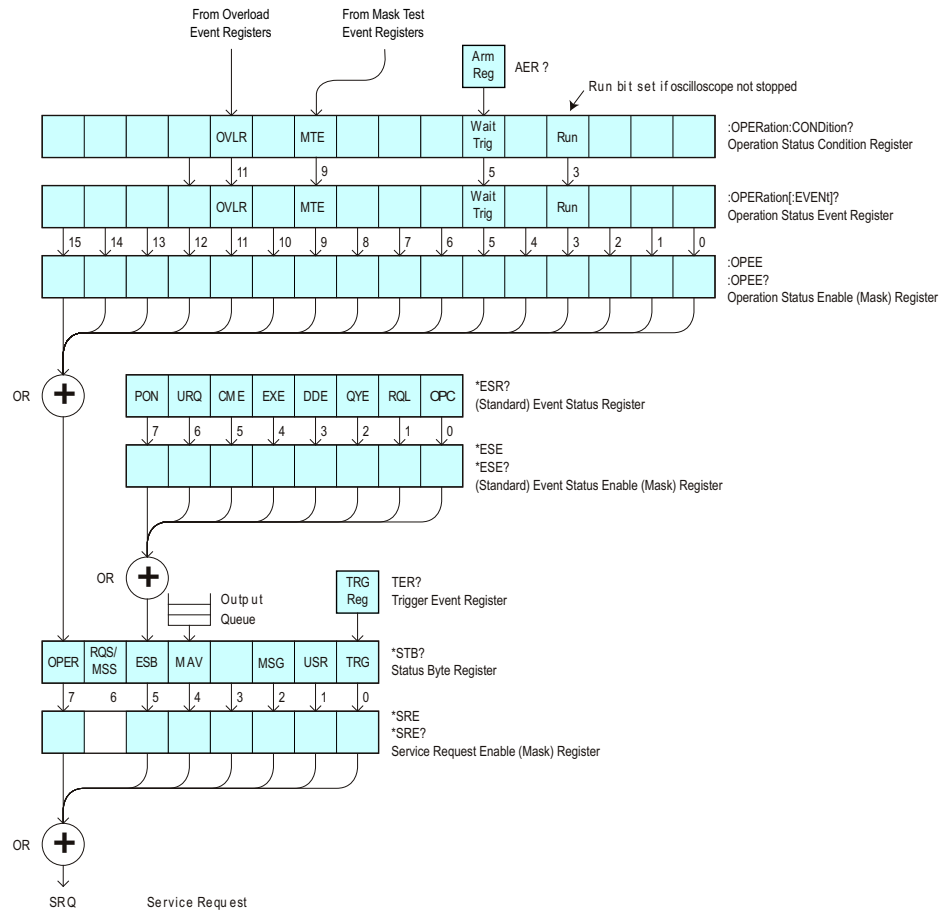 From Overload
Event Registers
From Mask Test
Event Registers
Arm
Reg
AER ?
Run bit set if oscilloscope not stopped
OVLR
MTE
Wait
Trig
Run
:OPERation:CONDition?
Operation Status Condition Register
11
9
5
3
OVLR
MTE
Wait
Trig
Run
:OPERation[:EVENt]?
Operation Status Event Register
15
14
13
12
11
10
9
8
7
6
5
4
3
2
1
0
:OPEE
:OPEE?
Operation Status Enable (Mask) Register
OR
+
PON
URQ
CME
EXE
DDE
QYE
RQL
OPC
*ESR?
(Standard) Event Status Register
7
6
5
4
3
2
1
0
*ESE
*ESE?
(Standard) Event Status Enable (Mask) Register
OR
+
Output
Queue
TRG
Reg
TER?
Trigger Event Register
OPER
RQS/
MSS
ESB
MAV
MSG
USR
TRG
*STB?
Status Byte Register
7
6
5
4
3
2
1
0
*SRE
*SRE?
Service Request Enable (Mask) Register
OR
+
SRQ
Service Request